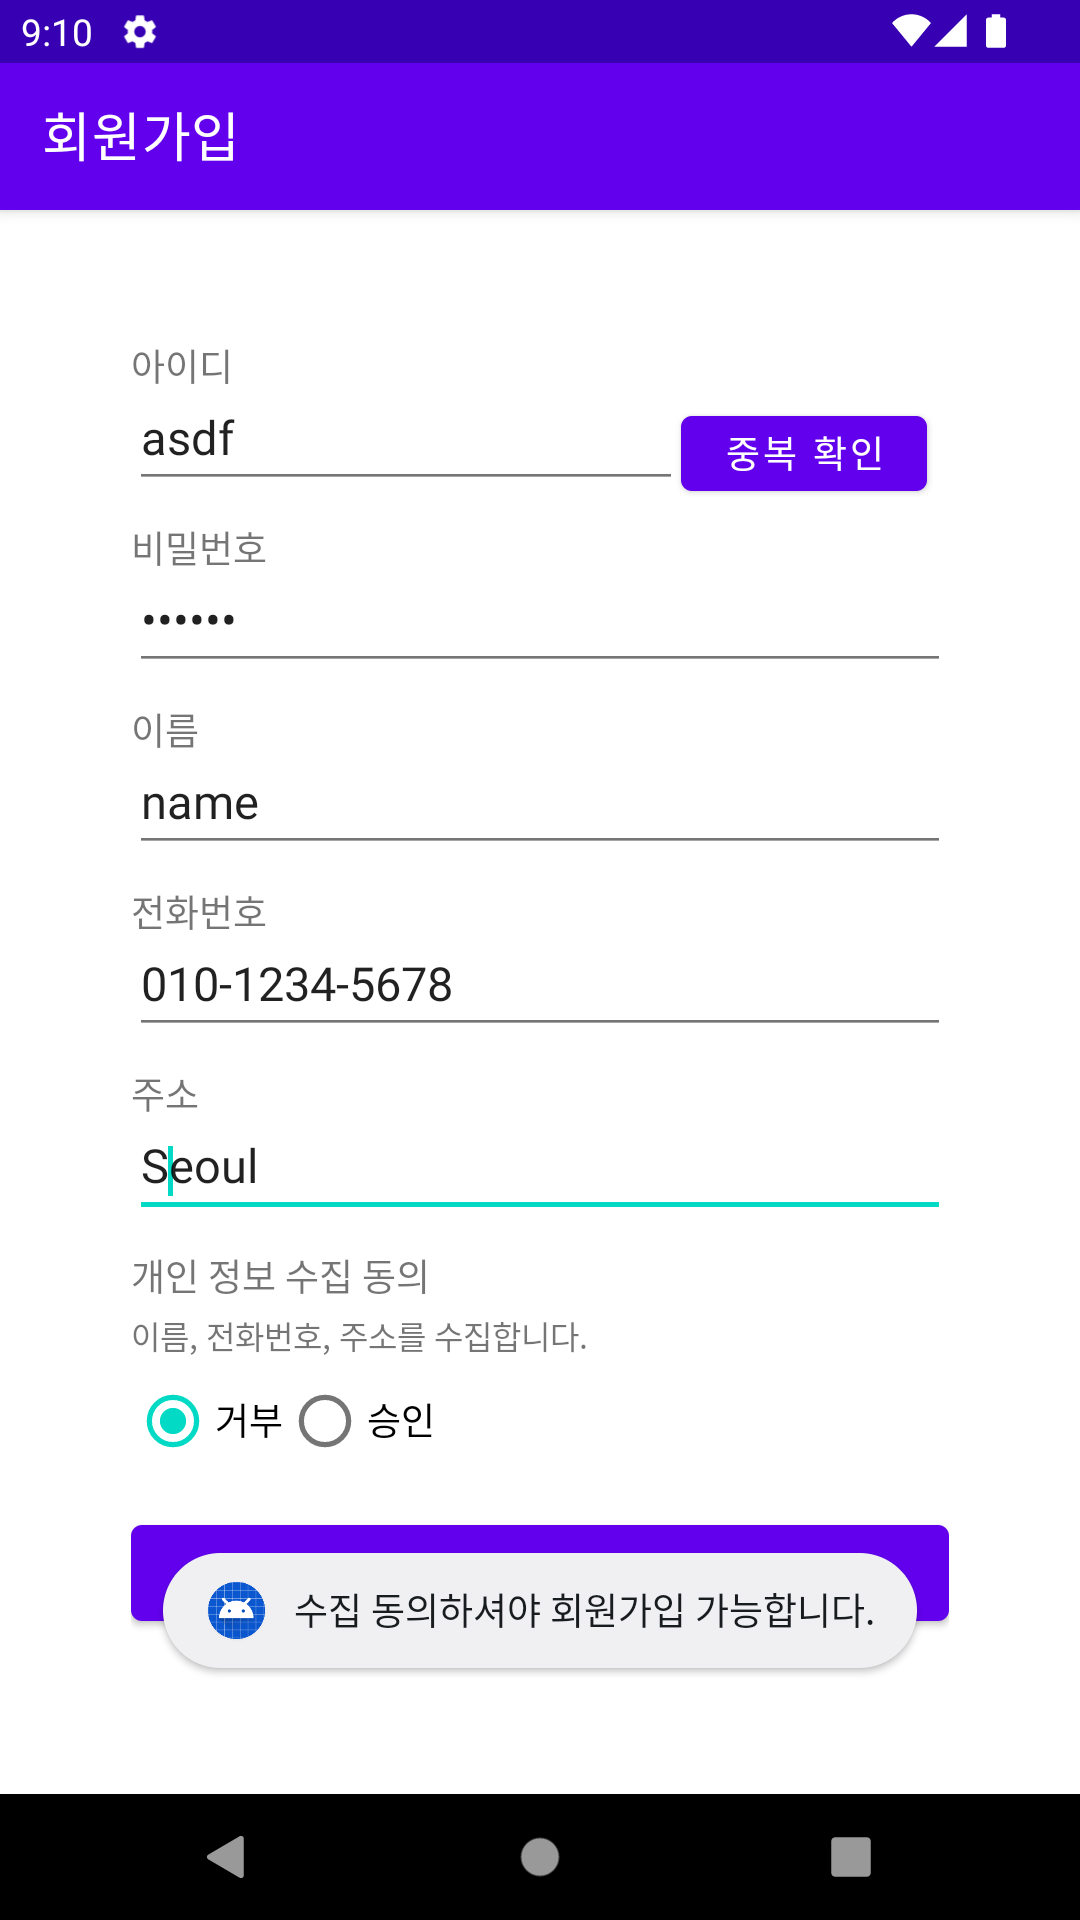 9:10
회원가입
아이디
asdf
중복 확인
비밀번호
••••••
이름
name
전화번호
010-1234-5678
주소
Seoul
개인 정보 수집 동의
이름, 전화번호, 주소를 수집합니다.
거부 승인
수집 동의하셔야 회원가입 가능합니다.